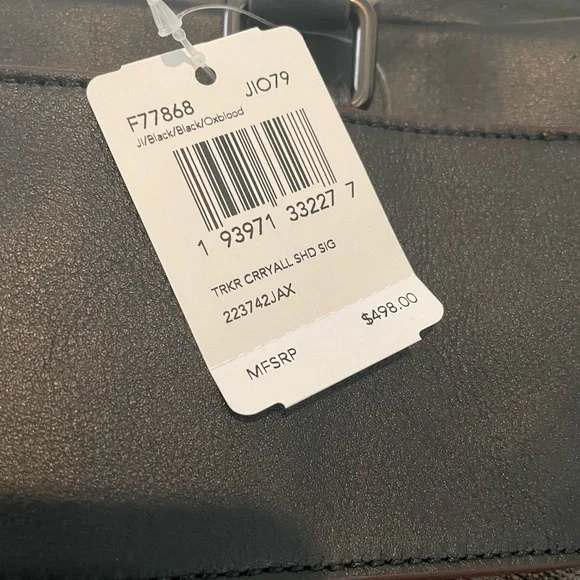 F77868 JIO79
JI/Black/Black/Oxblood
1 93971 33227 7
TRKR CRRYALL SHD SIG
223742JAX
MFSRP $498.00